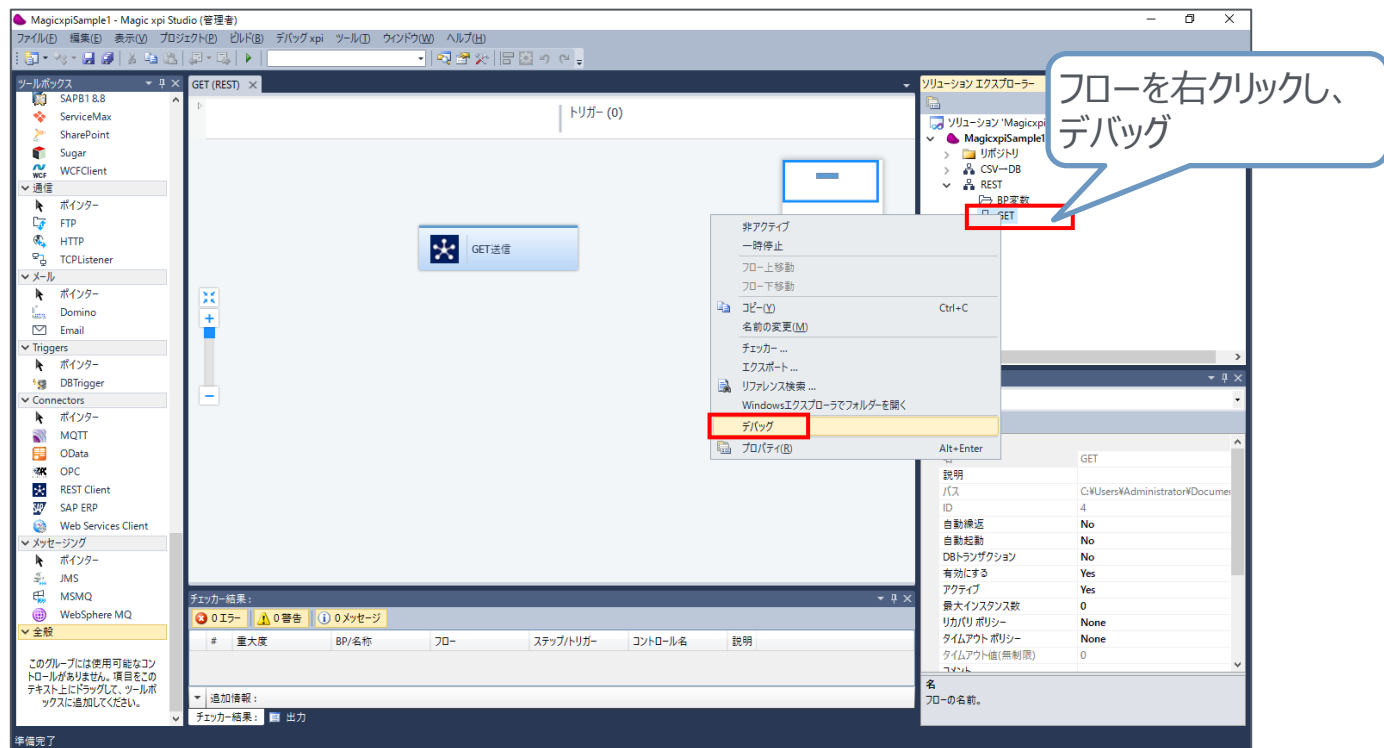 MagicxpiSample1 - Magic xpi Studio (管理者)
ファイル(F) 編集(E) 表示(V) プロジェクト(P) ビルド(B) デバッグ xpi ツール(T) ウィンドウ(W) ヘルプ(H)
ツールボックス
SAPB1 8.8
ServiceMax
SharePoint
Sugar
WCFClient
通信
ポインター
FTP
HTTP
TCPListener
メール
ポインター
Domino
Email
Triggers
ポインター
DBTrigger
Connectors
ポインター
MQTT
OData
OPC
REST Client
SAP ERP
Web Services Client
メッセージング
ポインター
JMS
MSMQ
WebSphere MQ
全般
このグループには使用可能なコン
トロールがありません。項目をこの
テキスト上にドラッグして、ツールボ
ックスに追加してください。
GET (REST)
トリガー (0)
GET送信
非アクティブ
一時停止
フロー上移動
フロー下移動
コピー(Y) Ctrl+C
名前の変更(M)
チェッカー ...
エクスポート ...
リファレンス検索 ...
Windowsエクスプローラでフォルダーを開く
デバッグ
プロパティ(R) Alt+Enter
チェッカー結果:
0 エラー 0 警告 0 メッセージ
# 重大度 BP/名称 フロー ステップ/トリガー コントロール名 説明
追加情報:
チェッカー結果: 出力
ソリューション エクスプローラー
ソリューション 'Magicxpi
MagicxpiSample1
リポジトリ
CSV→DB
REST
BP変数
GET
フローを右クリックし、
デバッグ
名 GET
説明
パス C:¥Users¥Administrator¥Documen
ID 4
自動繰返 No
自動起動 No
DBトランザクション No
有効にする Yes
アクティブ Yes
最大インスタンス数 0
リカバリ ポリシー None
タイムアウト ポリシー None
タイムアウト値(無制限) 0
コメント
名
フローの名前。
準備完了